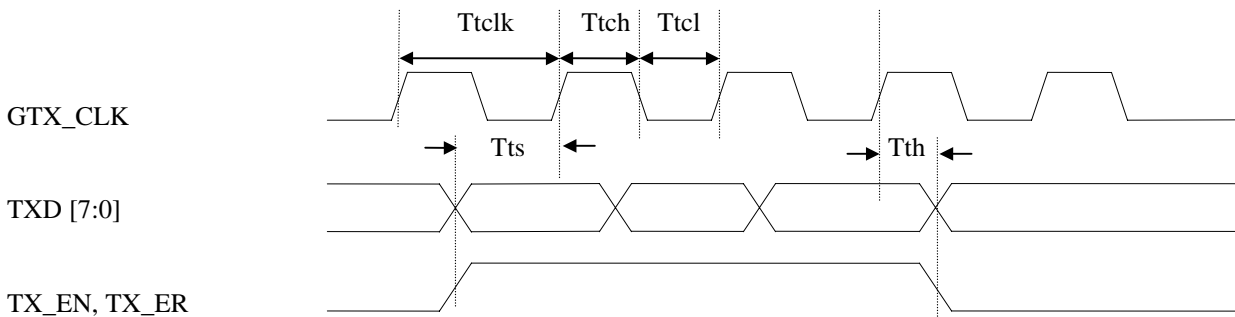 Ttclk Ttch Ttcl
GTX_CLK
Tts Tth
TXD [7:0]
TX_EN, TX_ER